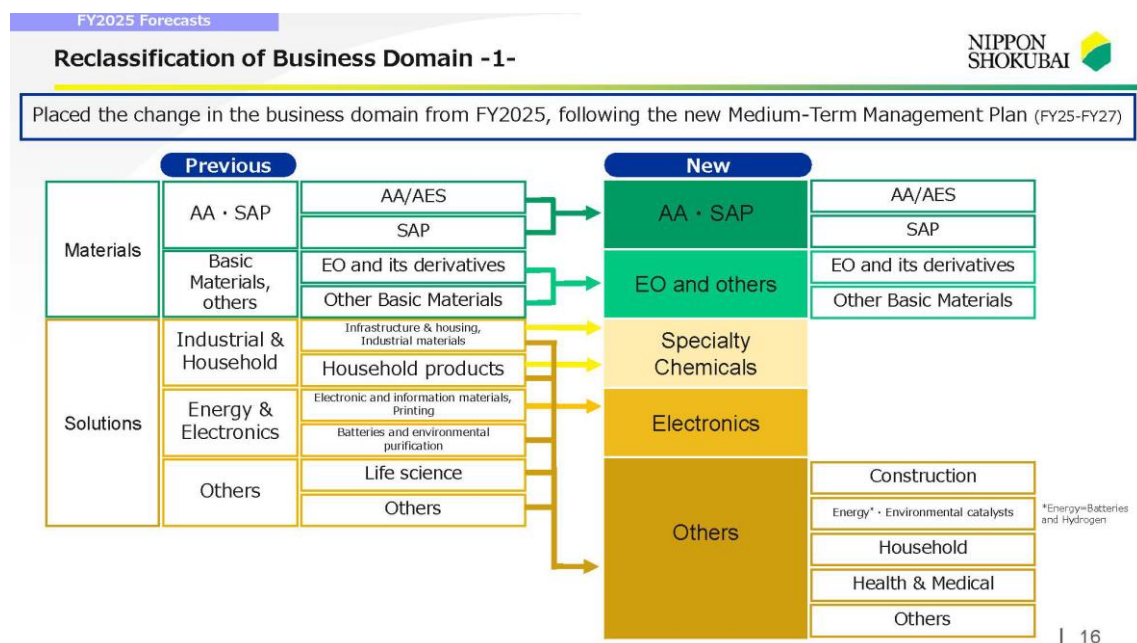 FY2025 Forecasts
Reclassification of Business Domain -1-
NIPPON
SHOKUBAI
Placed the change in the business domain from FY2025, following the new Medium-Term Management Plan (FY25-FY27)
Previous
New
Materials
AA・SAP
AA/AES
SAP
Basic
Materials,
others
EO and its derivatives
Other Basic Materials
Solutions
Industrial &
Household
Infrastructure & housing,
Industrial materials
Household products
Energy &
Electronics
Electronic and information materials,
Printing
Batteries and environmental
purification
Others
Life science
Others
AA・SAP
AA/AES
SAP
EO and others
EO and its derivatives
Other Basic Materials
Specialty
Chemicals
Electronics
Others
Construction
Energy*・Environmental catalysts
Household
Health & Medical
Others
*Energy=Batteries
and Hydrogen
16